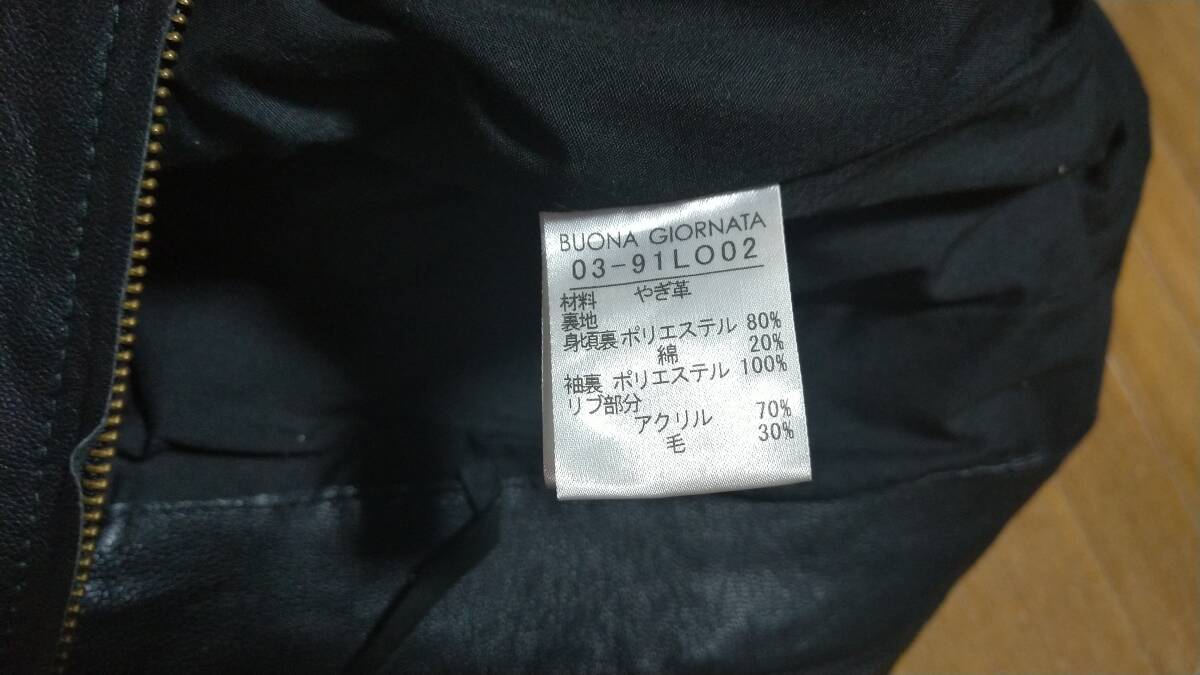 BUONA GIORNATA
03-91LO02
材料 やぎ革
裏地
身頃裏 ポリエステル 80%
綿 20%
袖裏 ポリエステル 100%
リブ部分
アクリル 70%
毛 30%